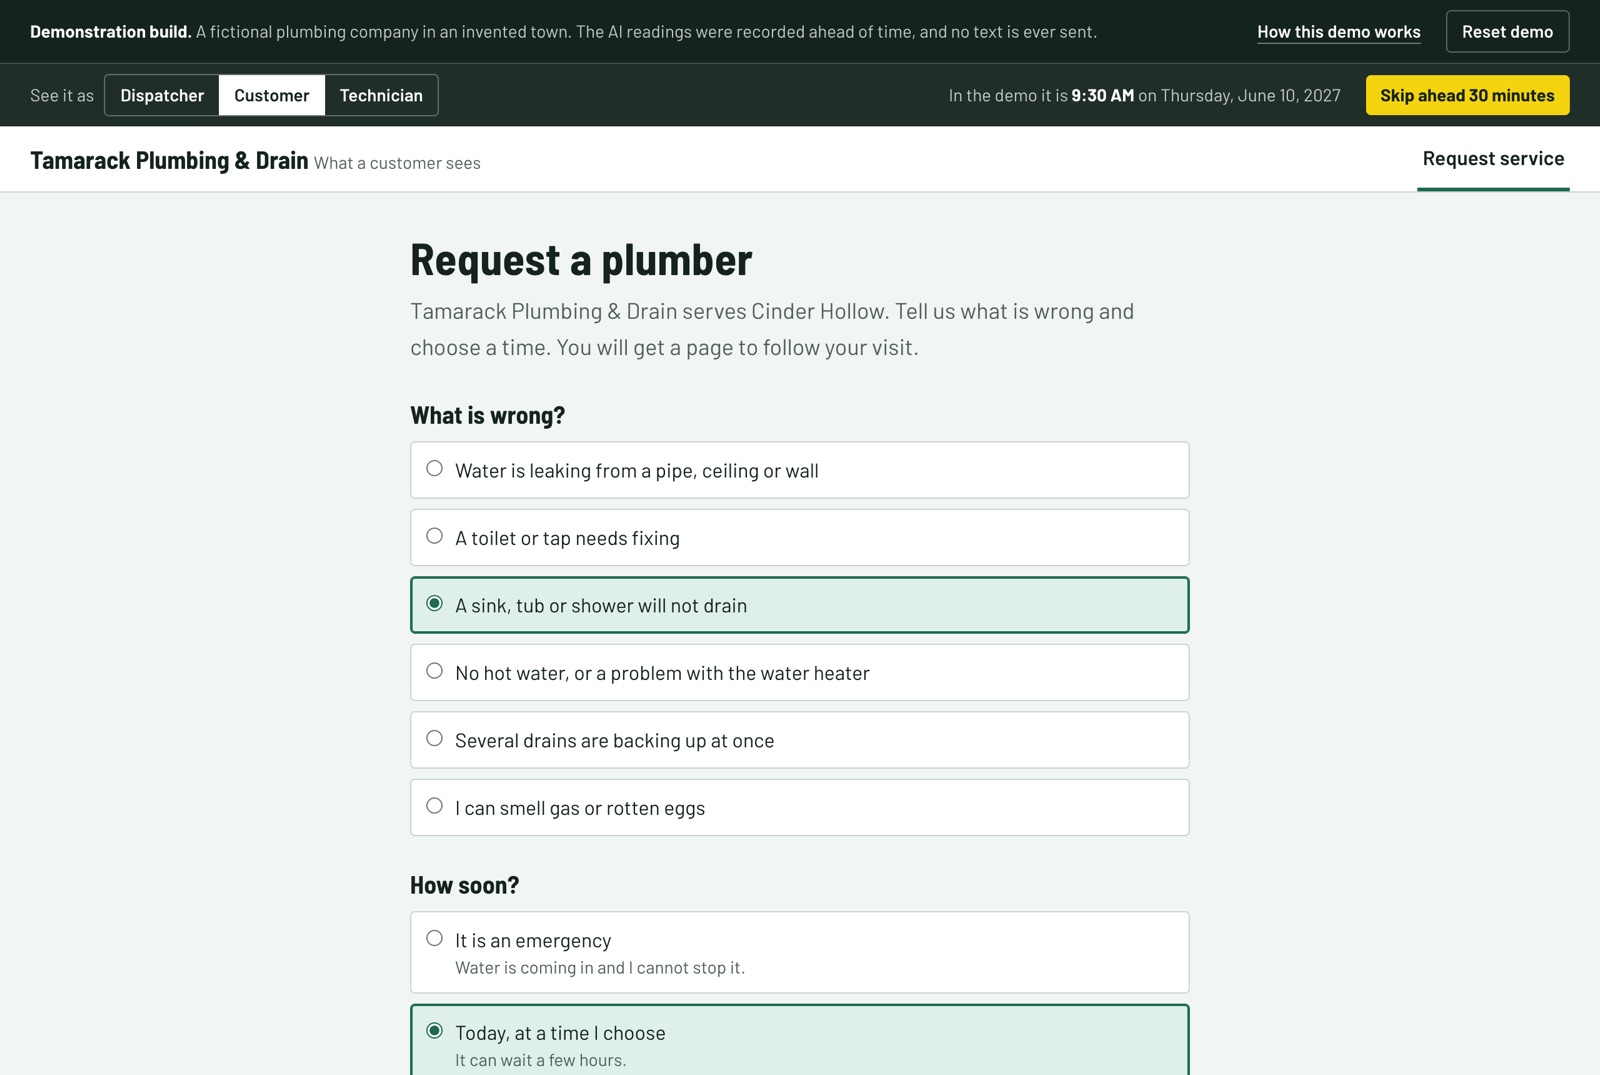 Demonstration build. A fictional plumbing company in an invented town. The AI readings were recorded ahead of time, and no text is ever sent.
How this demo works
Reset demo
See it as
Dispatcher
Customer
Technician
In the demo it is 9:30 AM on Thursday, June 10, 2027
Skip ahead 30 minutes
Tamarack Plumbing & Drain What a customer sees
Request service
Request a plumber
Tamarack Plumbing & Drain serves Cinder Hollow. Tell us what is wrong and
choose a time. You will get a page to follow your visit.
What is wrong?
Water is leaking from a pipe, ceiling or wall
A toilet or tap needs fixing
A sink, tub or shower will not drain
No hot water, or a problem with the water heater
Several drains are backing up at once
I can smell gas or rotten eggs
How soon?
It is an emergency
Water is coming in and I cannot stop it.
Today, at a time I choose
It can wait a few hours.